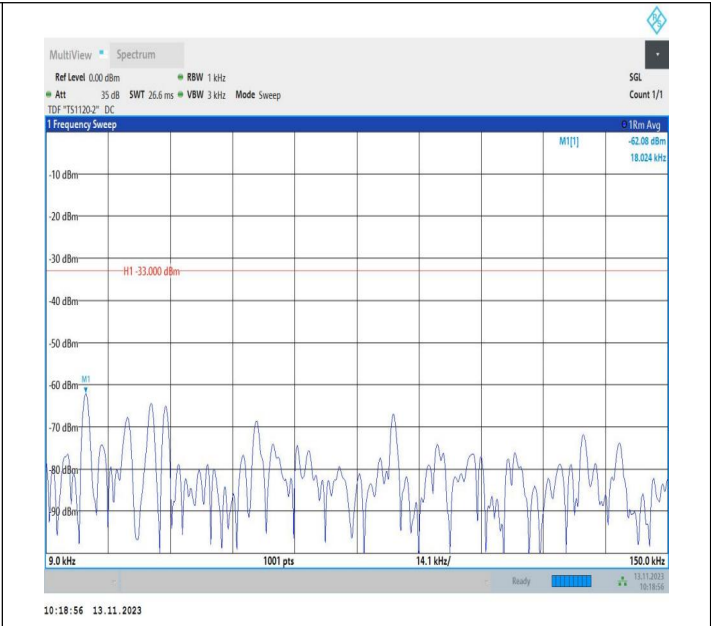 MultiView Spectrum
Ref Level 0.00 dBm RBW 1 kHz SGL
Att 35 dB SWT 26.6 ms VBW 3 kHz Mode Sweep Count 1/1
TDF "TS1120-2" DC
1 Frequency Sweep 1Rm Avg
M1[1] -62.08 dBm
18.024 kHz
-10 dBm
-20 dBm
-30 dBm
H1 -33.000 dBm
-40 dBm
-50 dBm
-60 dBm
M1
-70 dBm
-80 dBm
-90 dBm
9.0 kHz 1001 pts 14.1 kHz/ 150.0 kHz
Ready 13.11.2023
10:18:56
10:18:56 13.11.2023